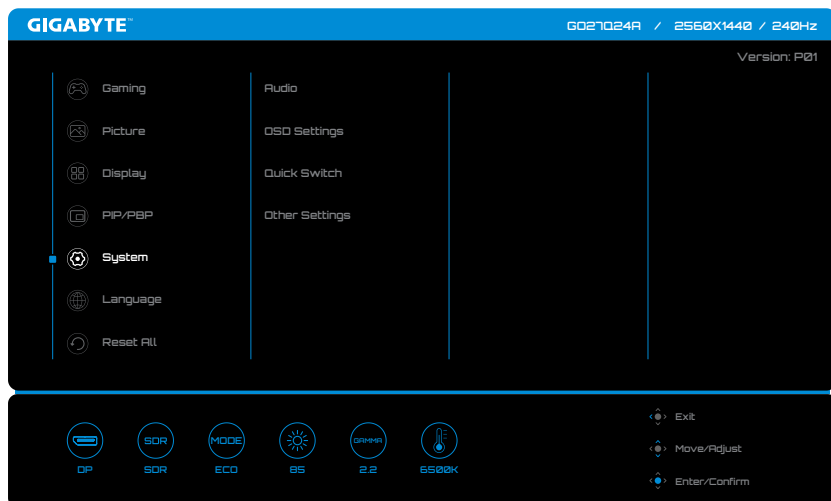 GIGABYTE™ GO27Q24A / 2560X1440 / 240Hz
Version: P01
Gaming Audio
Picture OSD Settings
Display Quick Switch
PIP/PBP Other Settings
System
Language
Reset All
SDR MODE GAMMA
DP SDR ECO 85 2.2 6500K
Exit
Move/Adjust
Enter/Confirm